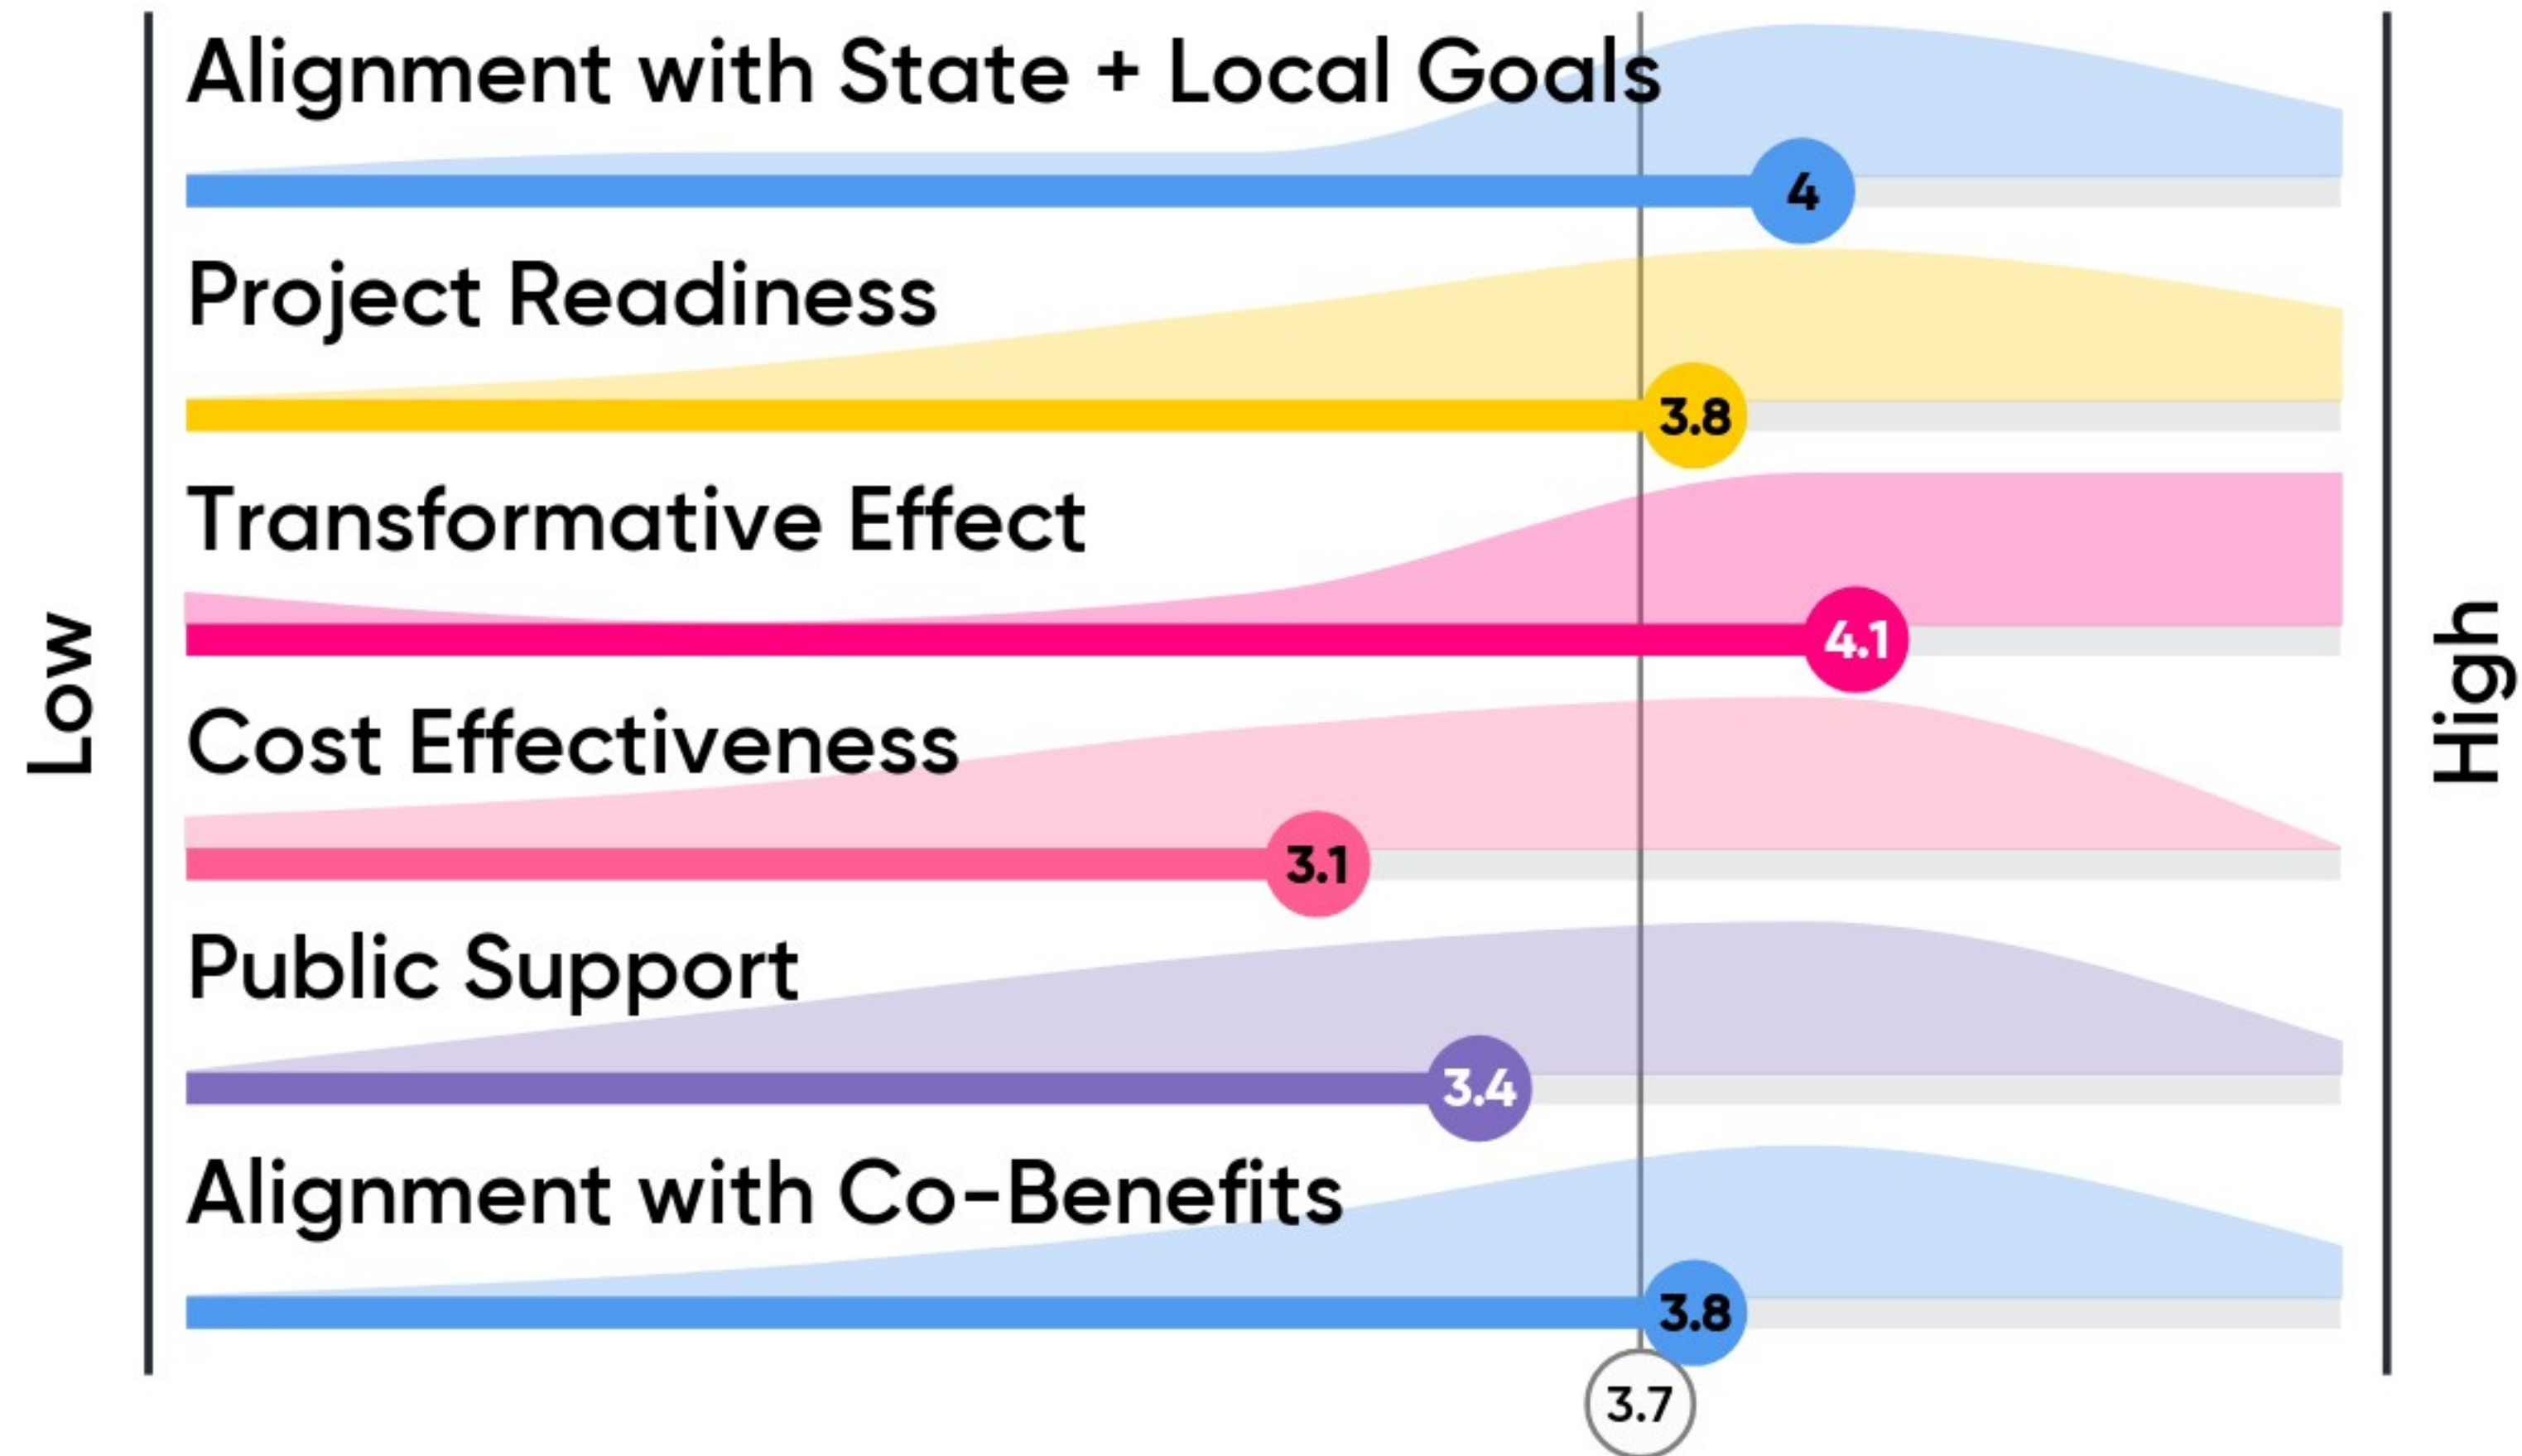 Alignment with State + Local Goals
4
Project Readiness
3.8
Transformative Effect
4.1
Low
High
Cost Effectiveness
3.1
Public Support
3.4
Alignment with Co-Benefits
3.8
3.7